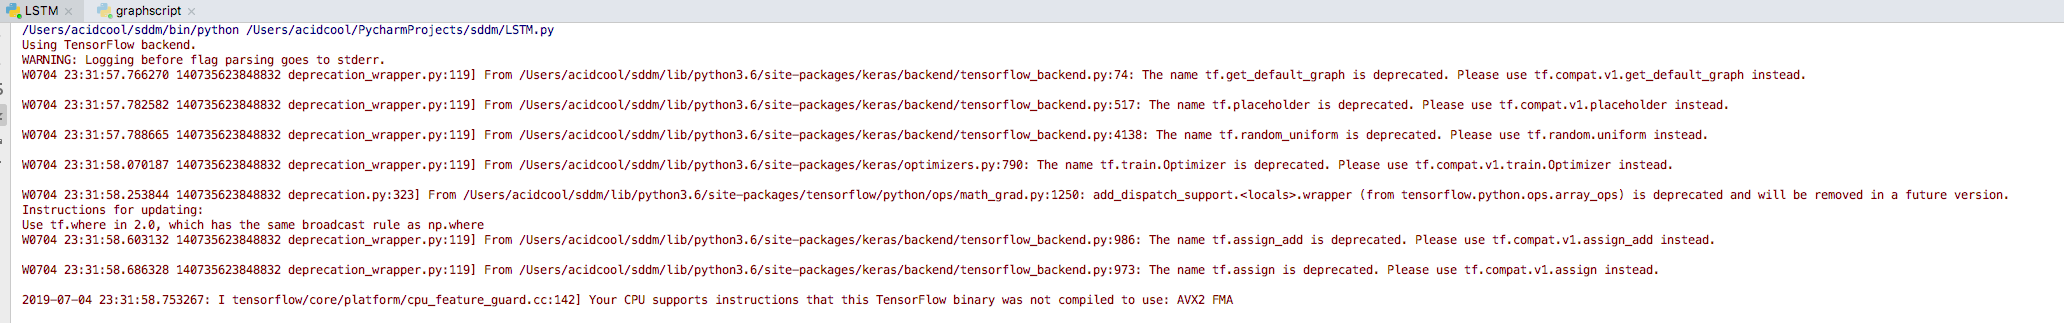 LSTM
graphscript
/Users/acidcool/sddm/bin/python /Users/acidcool/PycharmProjects/sddm/LSTM.py
Using TensorFlow backend.
WARNING: Logging before flag parsing goes to stderr.
W0704 23:31:57.766270 140735623848832 deprecation_wrapper.py:119] From /Users/acidcool/sddm/lib/python3.6/site-packages/keras/backend/tensorflow_backend.py:74: The name tf.get_default_graph is deprecated. Please use tf.compat.v1.get_default_graph instead.
W0704 23:31:57.782582 140735623848832 deprecation_wrapper.py:119] From /Users/acidcool/sddm/lib/python3.6/site-packages/keras/backend/tensorflow_backend.py:517: The name tf.placeholder is deprecated. Please use tf.compat.v1.placeholder instead.
W0704 23:31:57.788665 140735623848832 deprecation_wrapper.py:119] From /Users/acidcool/sddm/lib/python3.6/site-packages/keras/backend/tensorflow_backend.py:4138: The name tf.random_uniform is deprecated. Please use tf.random.uniform instead.
W0704 23:31:58.070187 140735623848832 deprecation_wrapper.py:119] From /Users/acidcool/sddm/lib/python3.6/site-packages/keras/optimizers.py:790: The name tf.train.Optimizer is deprecated. Please use tf.compat.v1.train.Optimizer instead.
W0704 23:31:58.253844 140735623848832 deprecation.py:323] From /Users/acidcool/sddm/lib/python3.6/site-packages/tensorflow/python/ops/math_grad.py:1250: add_dispatch_support.<locals>.wrapper (from tensorflow.python.ops.array_ops) is deprecated and will be removed in a future version.
Instructions for updating:
Use tf.where in 2.0, which has the same broadcast rule as np.where
W0704 23:31:58.603132 140735623848832 deprecation_wrapper.py:119] From /Users/acidcool/sddm/lib/python3.6/site-packages/keras/backend/tensorflow_backend.py:986: The name tf.assign_add is deprecated. Please use tf.compat.v1.assign_add instead.
W0704 23:31:58.686328 140735623848832 deprecation_wrapper.py:119] From /Users/acidcool/sddm/lib/python3.6/site-packages/keras/backend/tensorflow_backend.py:973: The name tf.assign is deprecated. Please use tf.compat.v1.assign instead.
2019-07-04 23:31:58.753267: I tensorflow/core/platform/cpu_feature_guard.cc:142] Your CPU supports instructions that this TensorFlow binary was not compiled to use: AVX2 FMA